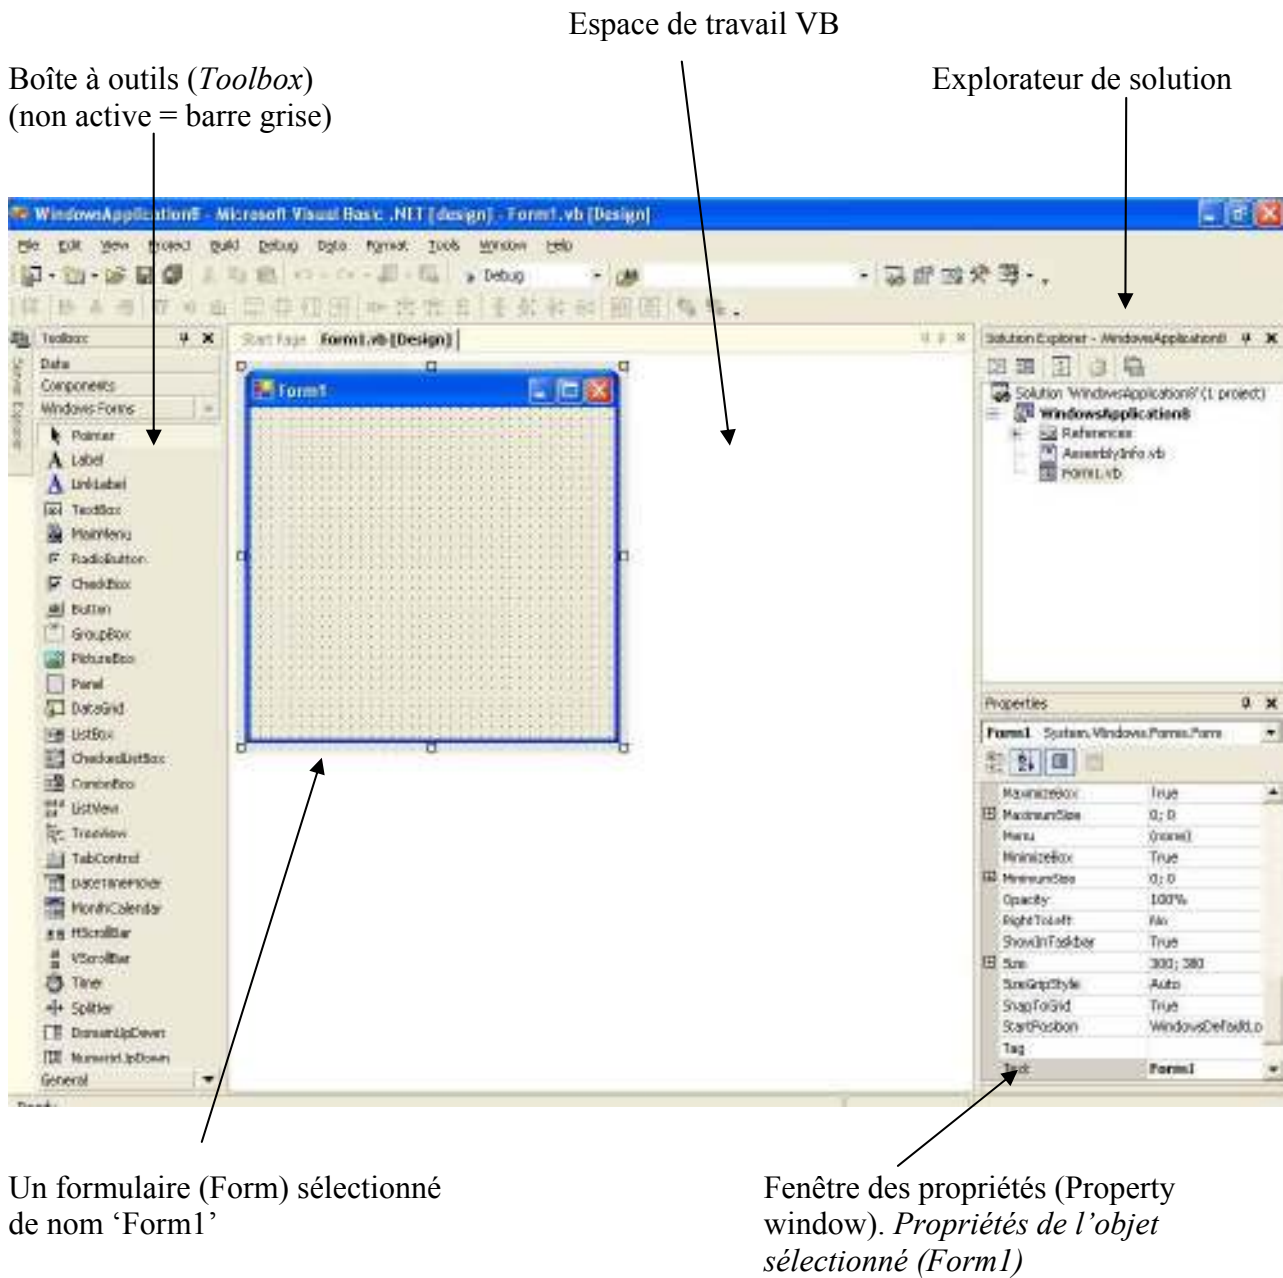 Espace de travail VB
Boîte à outils (Toolbox)
(non active = barre grise)
Explorateur de solution
WindowsApplication8 - Microsoft Visual Basic .NET [design] - Form1.vb [Design]
File Edit View Project Build Debug Data Format Tools Window Help
Debug
Toolbox
Start Page Form1.vb [Design]
Solution Explorer - WindowsApplication8
Server Explorer
Data
Components
Windows Forms
Pointer
Label
LinkLabel
TextBox
MainMenu
RadioButton
CheckBox
Button
GroupBox
PictureBox
Panel
DataGrid
ListBox
CheckedListBox
ComboBox
ListView
TreeView
TabControl
DateTimePicker
MonthCalendar
HScrollBar
VScrollBar
Timer
Splitter
DomainUpDown
NumericUpDown
General
Ready
Form1
Solution 'WindowsApplication8' (1 project)
WindowsApplication8
References
AssemblyInfo.vb
Form1.vb
Properties
Form1 System.Windows.Forms.Form
MaximizeBox True
MaximumSize 0; 0
Menu (none)
MinimizeBox True
MinimumSize 0; 0
Opacity 100%
RightToLeft No
ShowInTaskbar True
Size 300; 380
SizeGripStyle Auto
SnapToGrid True
StartPosition WindowsDefaultLo
Tag
Text Form1
Un formulaire (Form) sélectionné
de nom ‘Form1’
Fenêtre des propriétés (Property
window). Propriétés de l’objet
sélectionné (Form1)